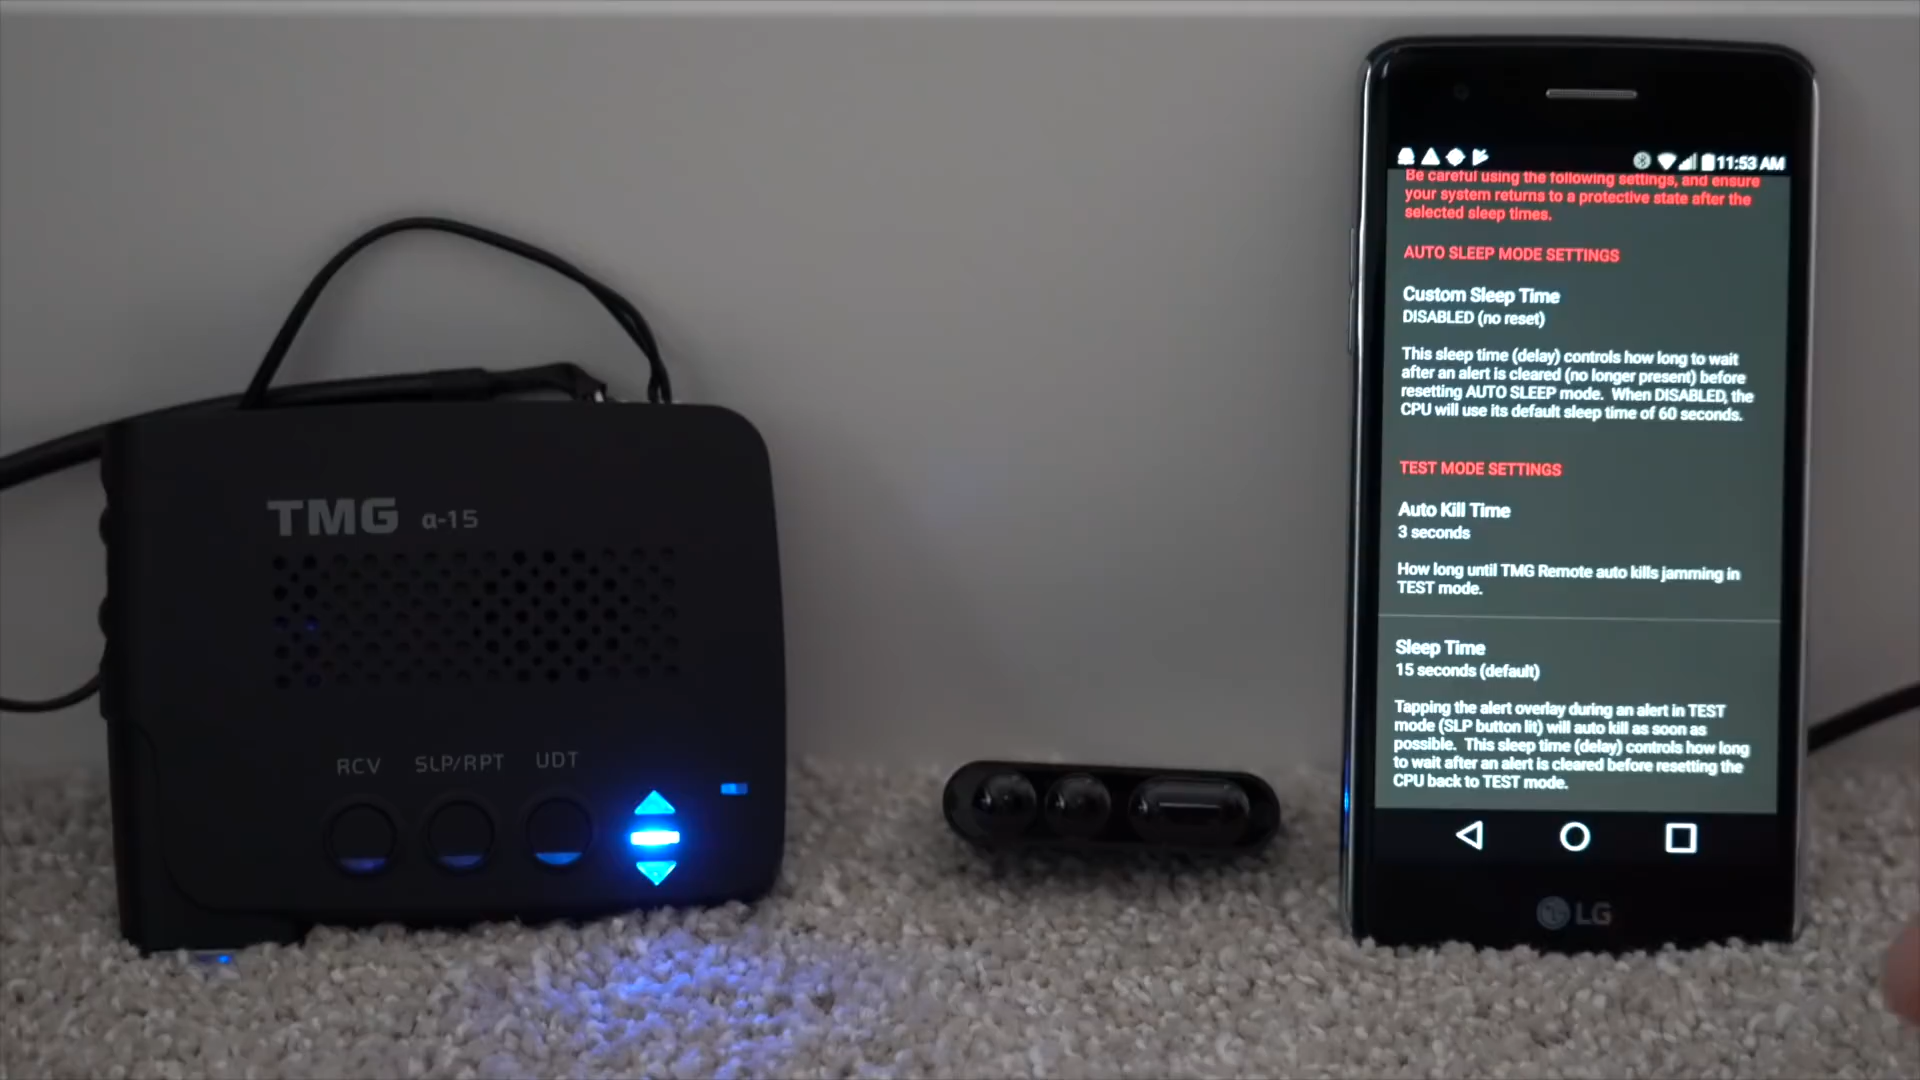 TMG α-15
RCV SLP/RPT UDT
11:53 AM
Be careful using the following settings, and ensure
your system returns to a protective state after the
selected sleep times.
AUTO SLEEP MODE SETTINGS
Custom Sleep Time
DISABLED (no reset)
This sleep time (delay) controls how long to wait
after an alert is cleared (no longer present) before
resetting AUTO SLEEP mode. When DISABLED, the
CPU will use its default sleep time of 60 seconds.
TEST MODE SETTINGS
Auto Kill Time
3 seconds
How long until TMG Remote auto kills jamming in
TEST mode.
Sleep Time
15 seconds (default)
Tapping the alert overlay during an alert in TEST
mode (SLP button lit) will auto kill as soon as
possible. This sleep time (delay) controls how long
to wait after an alert is cleared before resetting the
CPU back to TEST mode.
LG